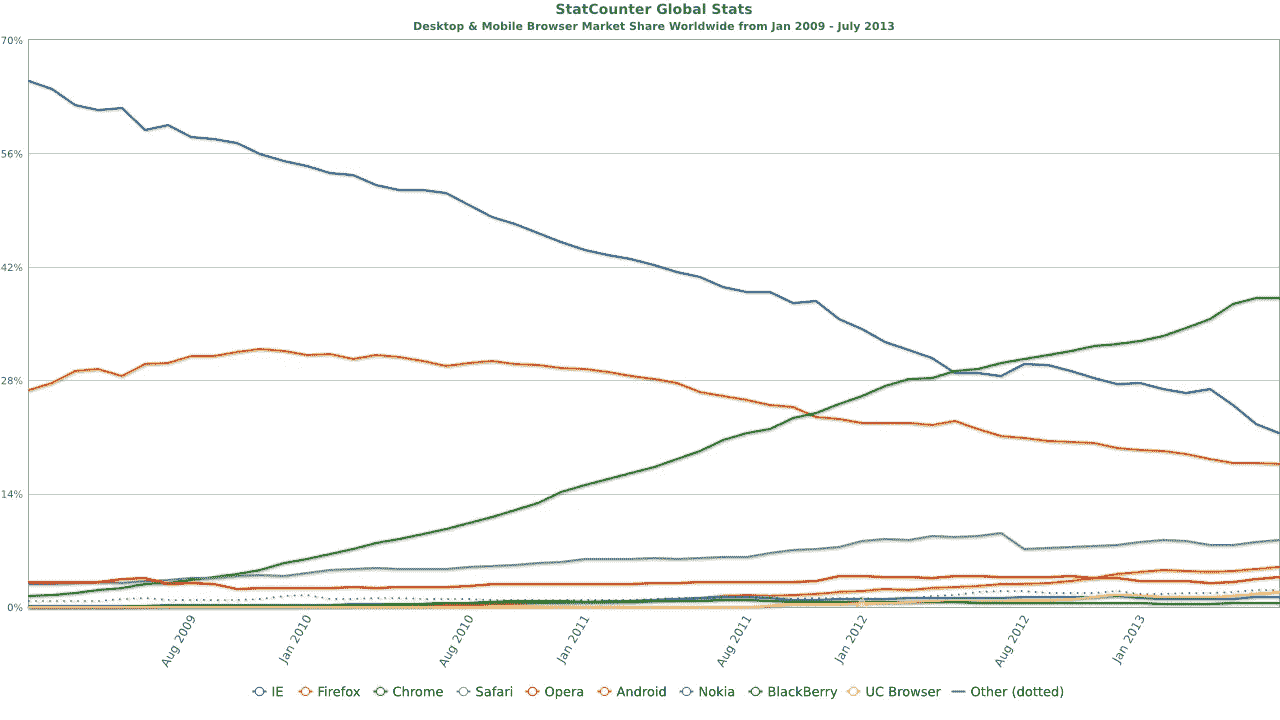 StatCounter Global Stats
Desktop & Mobile Browser Market Share Worldwide from Jan 2009 - July 2013
70%
56%
42%
28%
14%
0%
Aug 2009 Jan 2010 Aug 2010 Jan 2011 Aug 2011 Jan 2012 Aug 2012 Jan 2013
IE Firefox Chrome Safari Opera Android Nokia BlackBerry UC Browser Other (dotted)